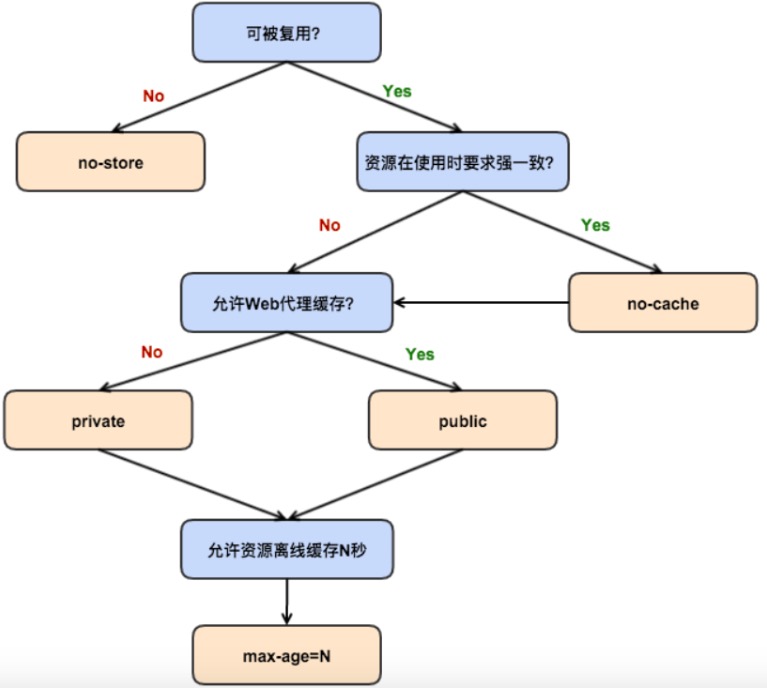 可被复用?
No
Yes
no-store
资源在使用时要求强一致?
No
Yes
允许Web代理缓存?
no-cache
No
Yes
private
public
允许资源离线缓存N秒
max-age=N